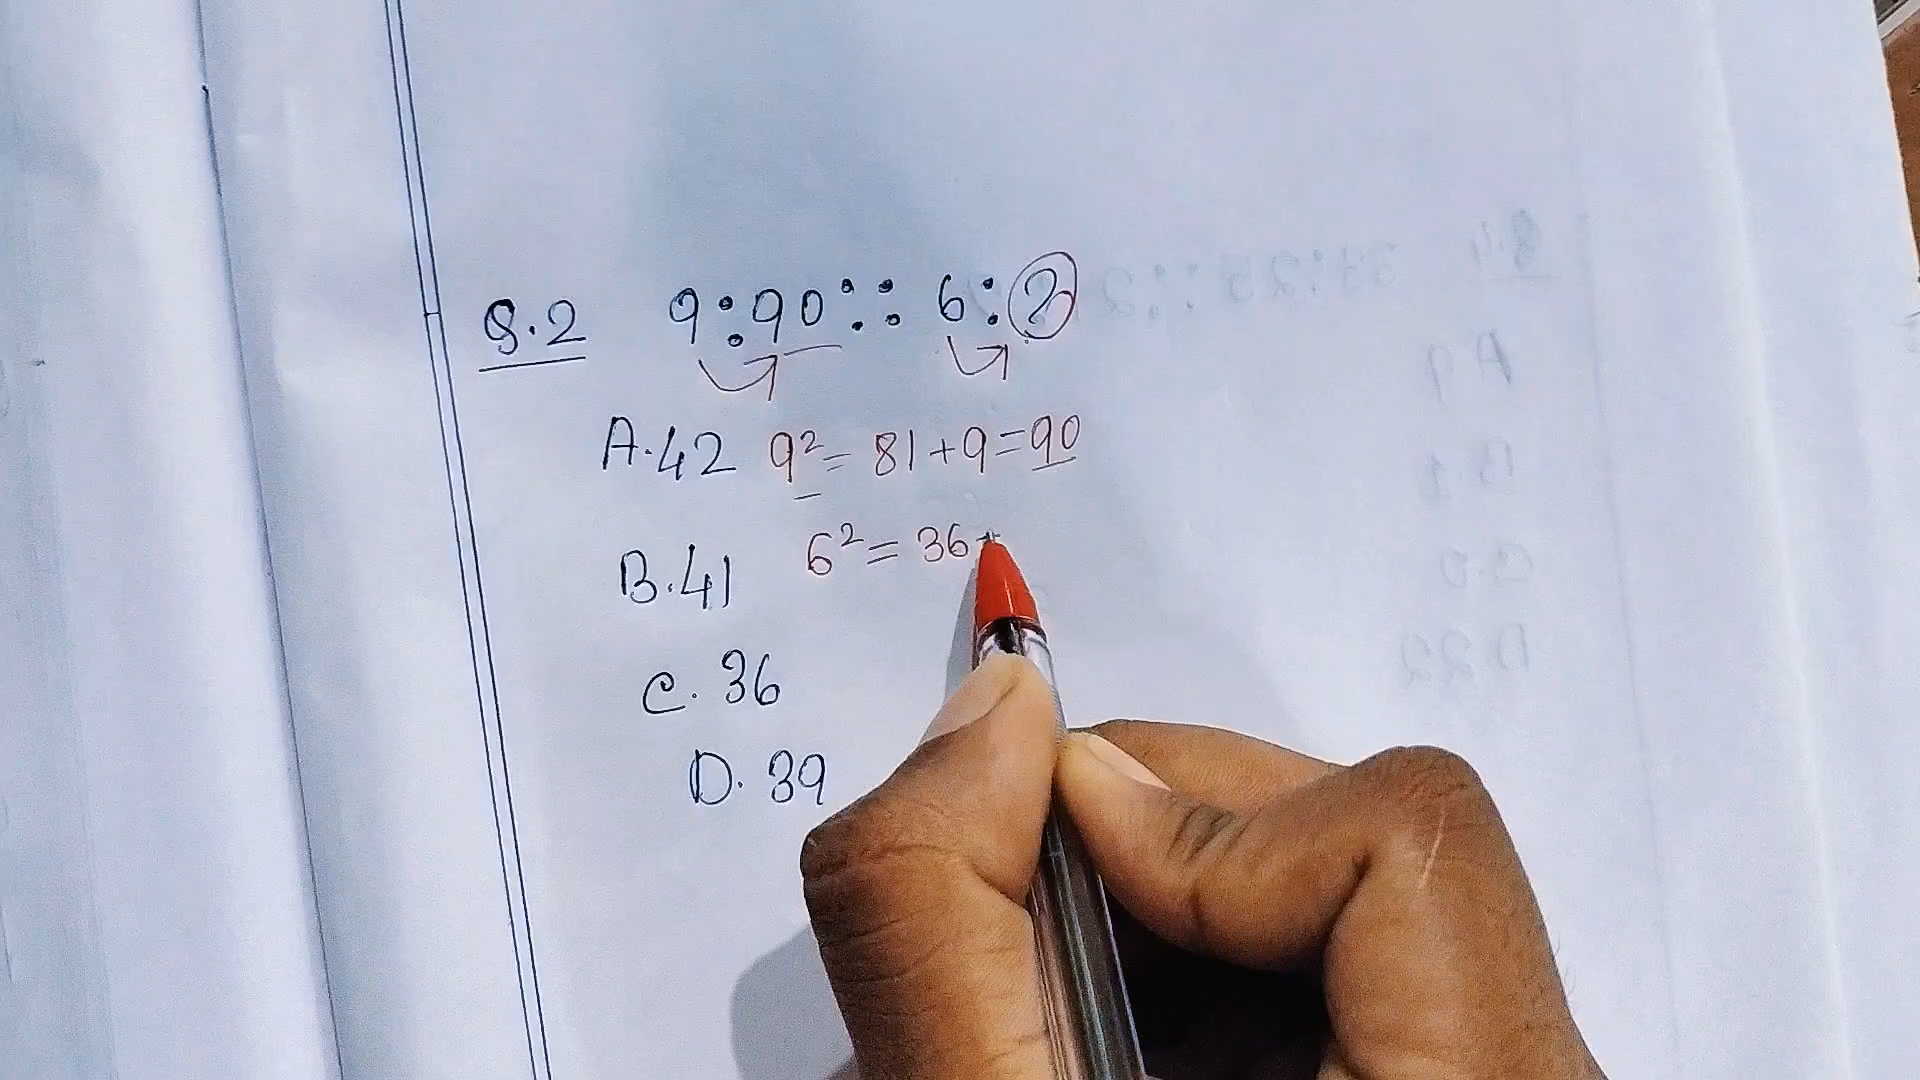 Q.2 9:90::6:?
A.42 9² = 81+9=90
B.41 6² = 36+
C. 36
D. 39